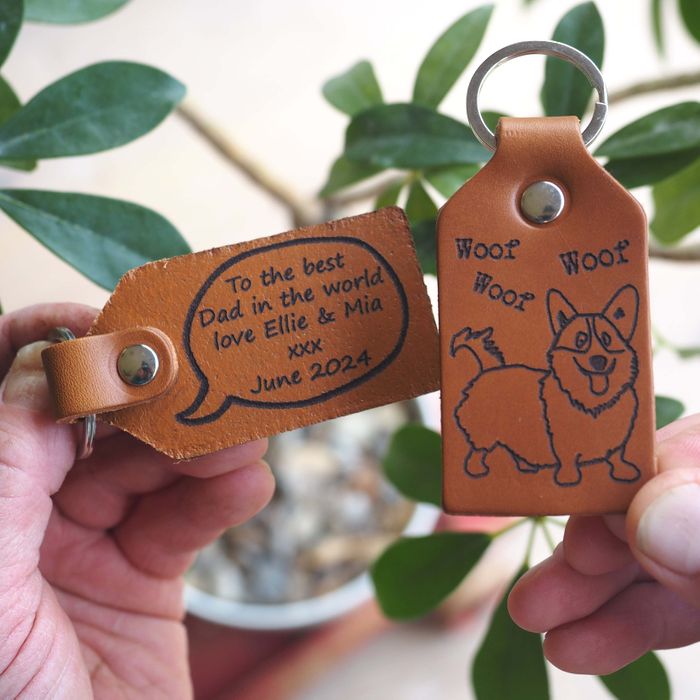 To the best
Dad in the world
love Ellie & Mia
xxx
June 2024
Woof
Woof
Woof